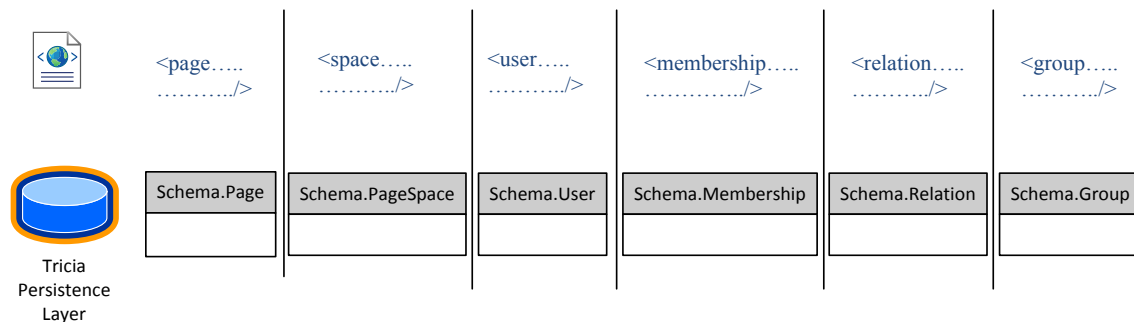 <page…..
………./>
<space…..
………./>
<user…..
………./>
<membership…..
…………./>
<relation…..
………./>
<group…..
………./>
Schema.Page
Schema.PageSpace
Schema.User
Schema.Membership
Schema.Relation
Schema.Group
Tricia
Persistence
Layer